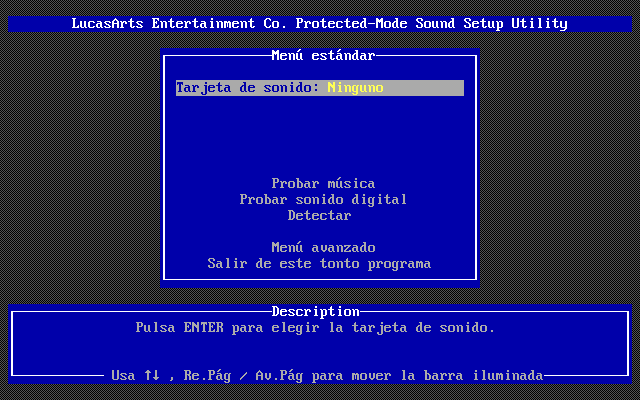 LucasArts Entertainment Co. Protected-Mode Sound Setup Utility
Menú estándar
Tarjeta de sonido: Ninguno
Probar música
Probar sonido digital
Detectar
Menú avanzado
Salir de este tonto programa
Description
Pulsa ENTER para elegir la tarjeta de sonido.
Usa ↑↓ , Re.Pág / Av.Pág para mover la barra iluminada